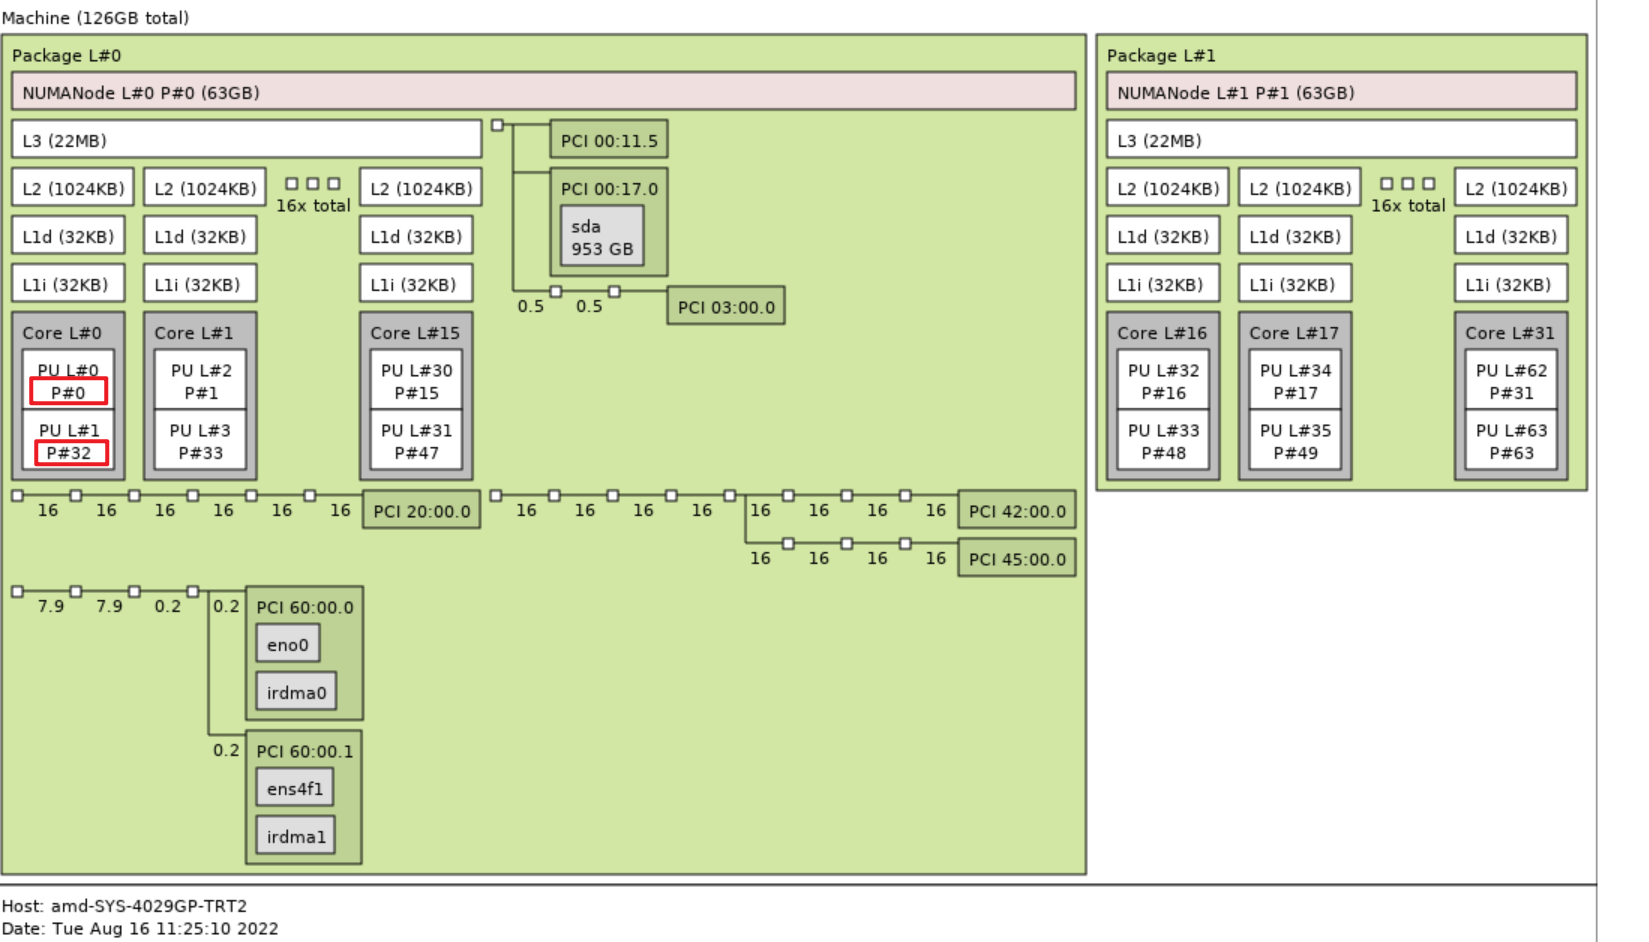 Machine (126GB total)
Package L#0
NUMANode L#0 P#0 (63GB)
L3 (22MB)
L2 (1024KB) L2 (1024KB) 16x total L2 (1024KB)
L1d (32KB) L1d (32KB) L1d (32KB)
L1i (32KB) L1i (32KB) L1i (32KB)
Core L#0
PU L#0
P#0
PU L#1
P#32
Core L#1
PU L#2
P#1
PU L#3
P#33
Core L#15
PU L#30
P#15
PU L#31
P#47
PCI 00:11.5
PCI 00:17.0
sda
953 GB
0.5 0.5 PCI 03:00.0
16 16 16 16 16 16 PCI 20:00.0
16 16 16 16 16 16 16 16 PCI 42:00.0
16 16 16 16 PCI 45:00.0
7.9 7.9 0.2 0.2 PCI 60:00.0
eno0
irdma0
0.2 PCI 60:00.1
ens4f1
irdma1
Package L#1
NUMANode L#1 P#1 (63GB)
L3 (22MB)
L2 (1024KB) L2 (1024KB) 16x total L2 (1024KB)
L1d (32KB) L1d (32KB) L1d (32KB)
L1i (32KB) L1i (32KB) L1i (32KB)
Core L#16
PU L#32
P#16
PU L#33
P#48
Core L#17
PU L#34
P#17
PU L#35
P#49
Core L#31
PU L#62
P#31
PU L#63
P#63
Host: amd-SYS-4029GP-TRT2
Date: Tue Aug 16 11:25:10 2022